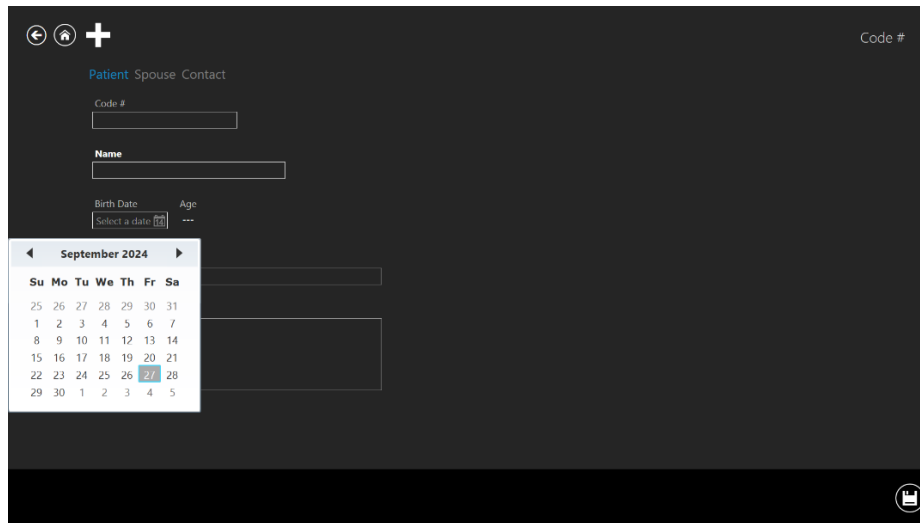 Code #
Patient Spouse Contact
Code #
Name
Birth Date Age
Select a date 14 ---
September 2024
Su Mo Tu We Th Fr Sa
25 26 27 28 29 30 31
1 2 3 4 5 6 7
8 9 10 11 12 13 14
15 16 17 18 19 20 21
22 23 24 25 26 27 28
29 30 1 2 3 4 5